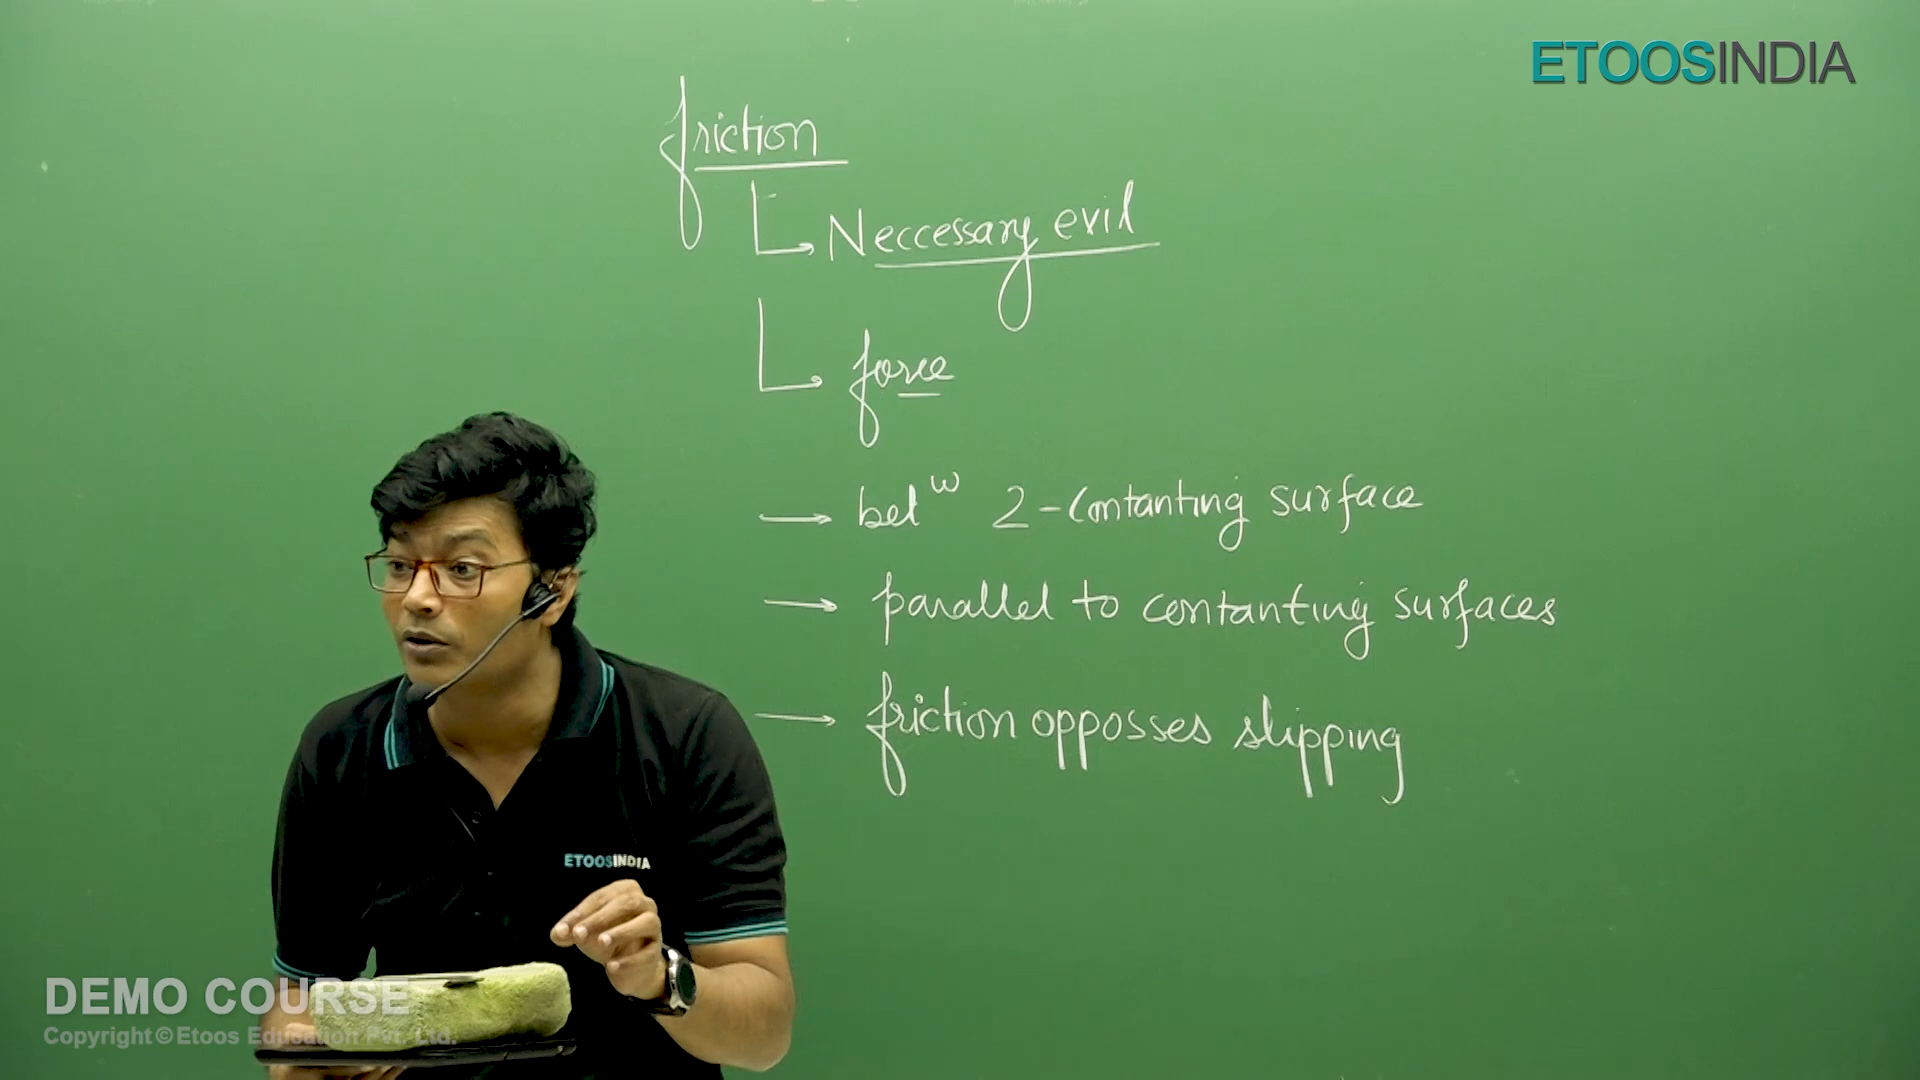 ETOOSINDIA
friction
Neccessary evil
force
bet w 2-Contanting surface
parallel to contanting surfaces
friction opposses slipping
ETOOSINDIA
DEMO COURSE
Copyright © Etoos Education Pvt. Ltd.